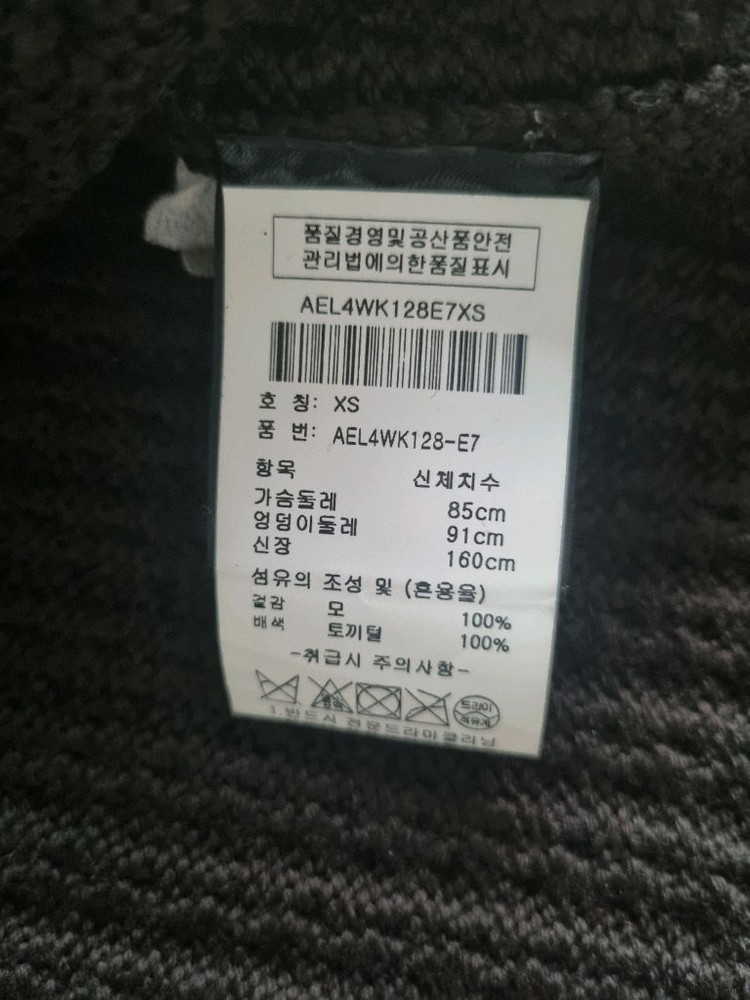 품질경영및공산품안전
관리법에의한품질표시
AEL4WK128E7XS
호 칭: XS
품 번: AEL4WK128-E7
항목 신체치수
가슴둘레 85cm
엉덩이둘레 91cm
신장 160cm
섬유의 조성 및 (혼용율)
겉감 모 100%
배색 토끼털 100%
-취급시 주의사항-
드라이
석유계
1.반드시 전문드라이클리닝